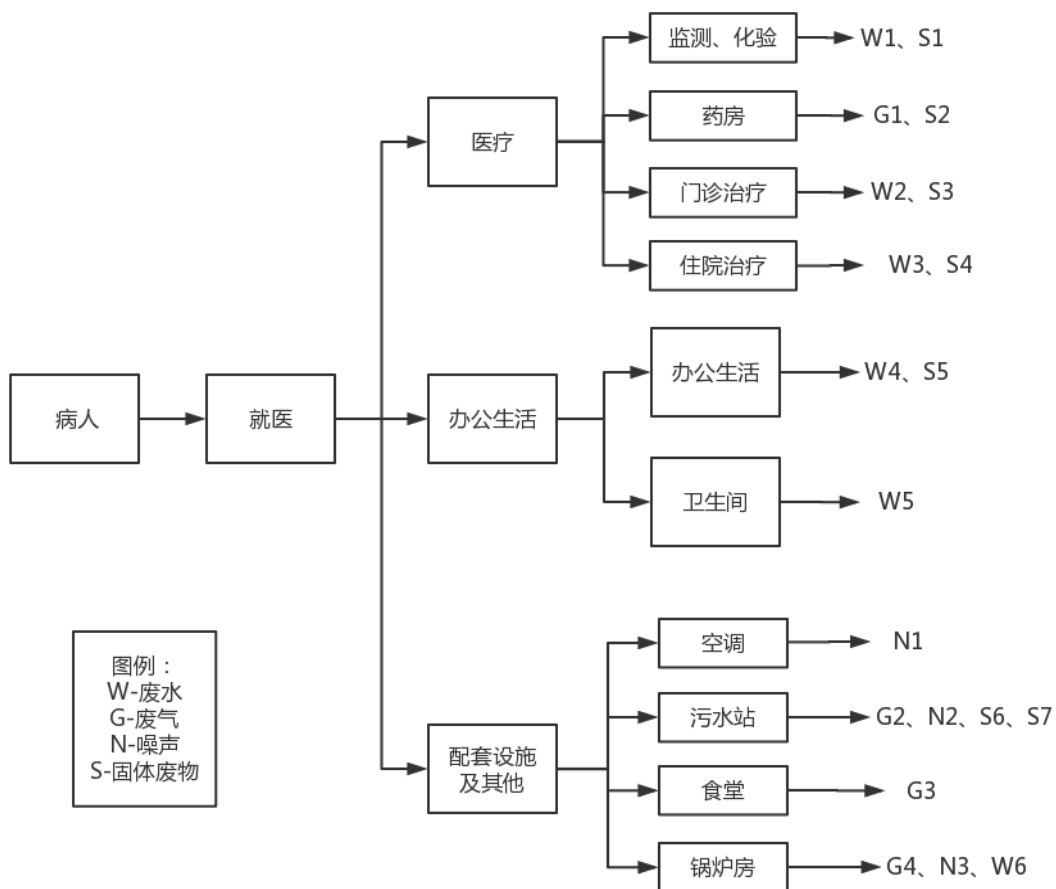 监测、化验
W1、S1
药房
G1、S2
医疗
门诊治疗
W2、S3
住院治疗
W3、S4
病人
就医
办公生活
办公生活
W4、S5
卫生间
W5
空调
N1
污水站
G2、N2、S6、S7
配套设施
及其他
食堂
G3
锅炉房
G4、N3、W6
图例：
W-废水
G-废气
N-噪声
S-固体废物